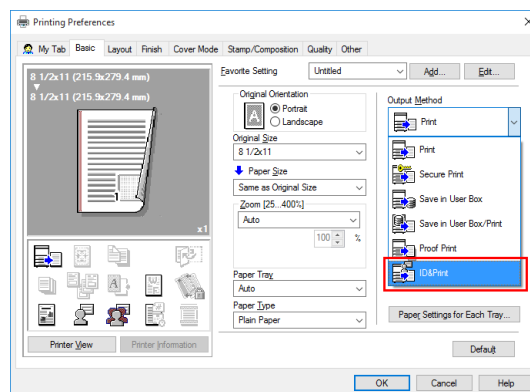 Printing Preferences
My Tab Basic Layout Finish Cover Mode Stamp/Composition Quality Other
8 1/2x11 (215.9x279.4 mm)
8 1/2x11 (215.9x279.4 mm)
1
x1
Printer View Printer Information
Favorite Setting Untitled Add... Edit...
Original Orientation
A
Portrait
Landscape
Original Size
8 1/2x11
Paper Size
Same as Original Size
Zoom [25...400%]
Auto
100 %
Paper Tray
Auto
Paper Type
Plain Paper
Output Method
Print
Print
Secure Print
Save in User Box
Save in User Box/Print
Proof Print
ID&Print
Paper Settings for Each Tray...
Default
OK Cancel Help